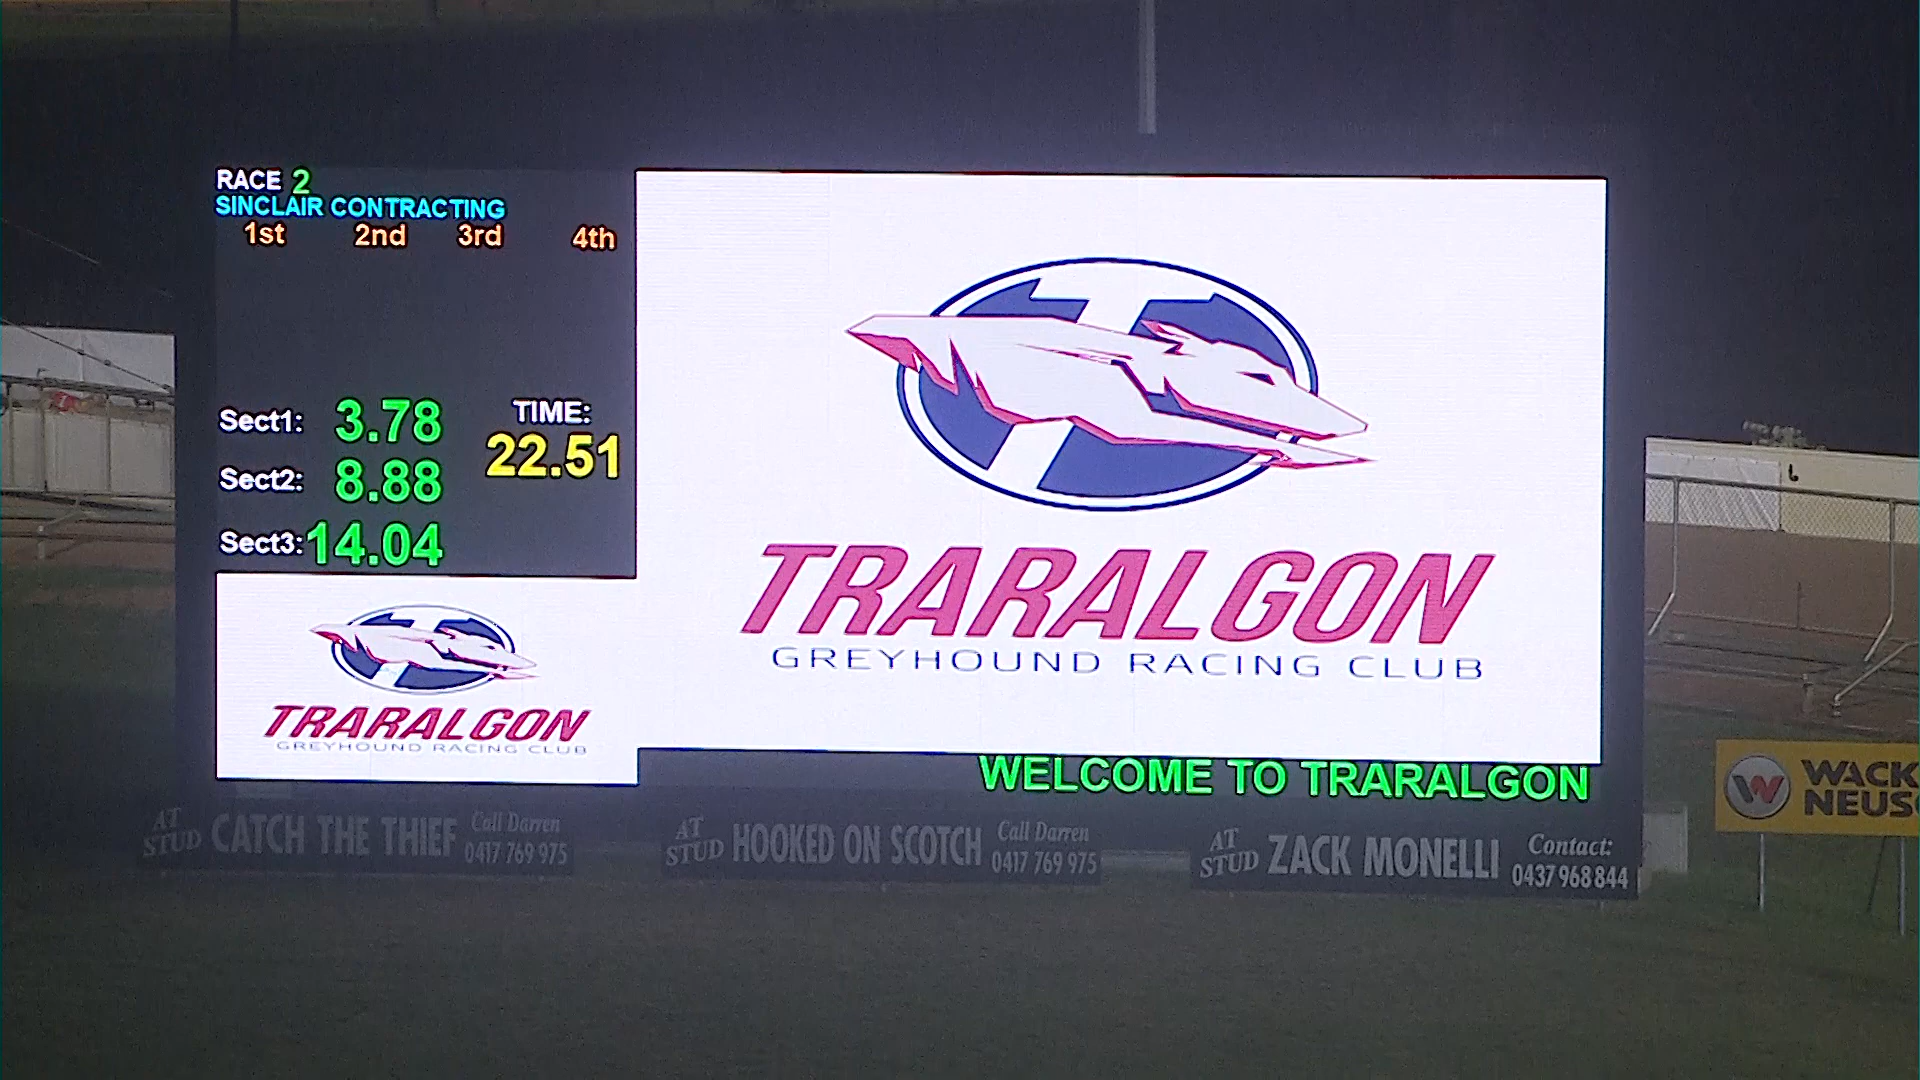 RACE 2
SINCLAIR CONTRACTING
1st 2nd 3rd 4th
Sect1: 3.78
TIME:
22.51
Sect2: 8.88
Sect3: 14.04
TRARALGON
GREYHOUND RACING CLUB
TRARALGON
GREYHOUND RACING CLUB
WELCOME TO TRARALGON
AT STUD CATCH THE THIEF Call Darren 0417 769 975
AT STUD HOOKED ON SCOTCH Call Darren 0417 769 975
AT STUD ZACK MONELLI Contact: 0437 968 844
W WACK
NEUS